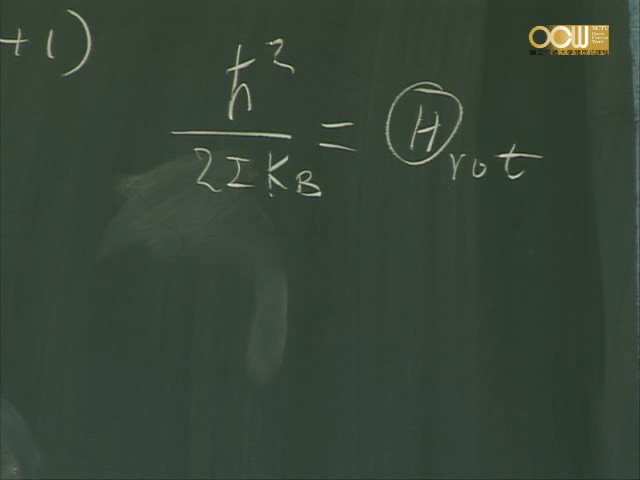 +1)
ħ²
2IK_B = Θ_rot
OCW